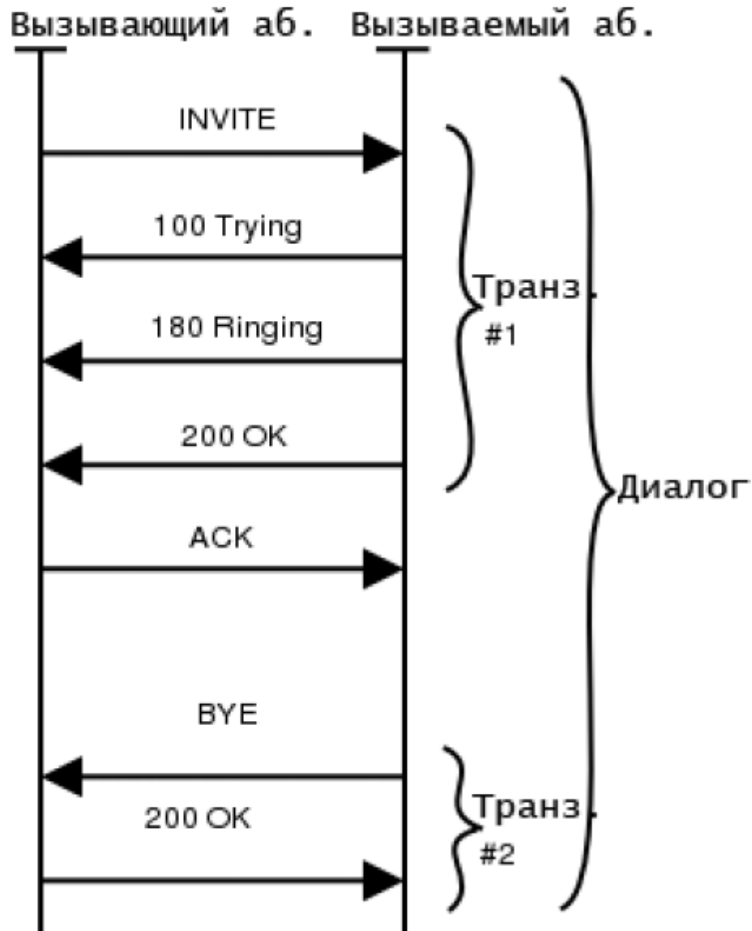 Вызывающий аб. Вызываемый аб.
INVITE
100 Trying
180 Ringing
Транз.
#1
200 OK
Диалог
ACK
BYE
200 OK
Транз.
#2